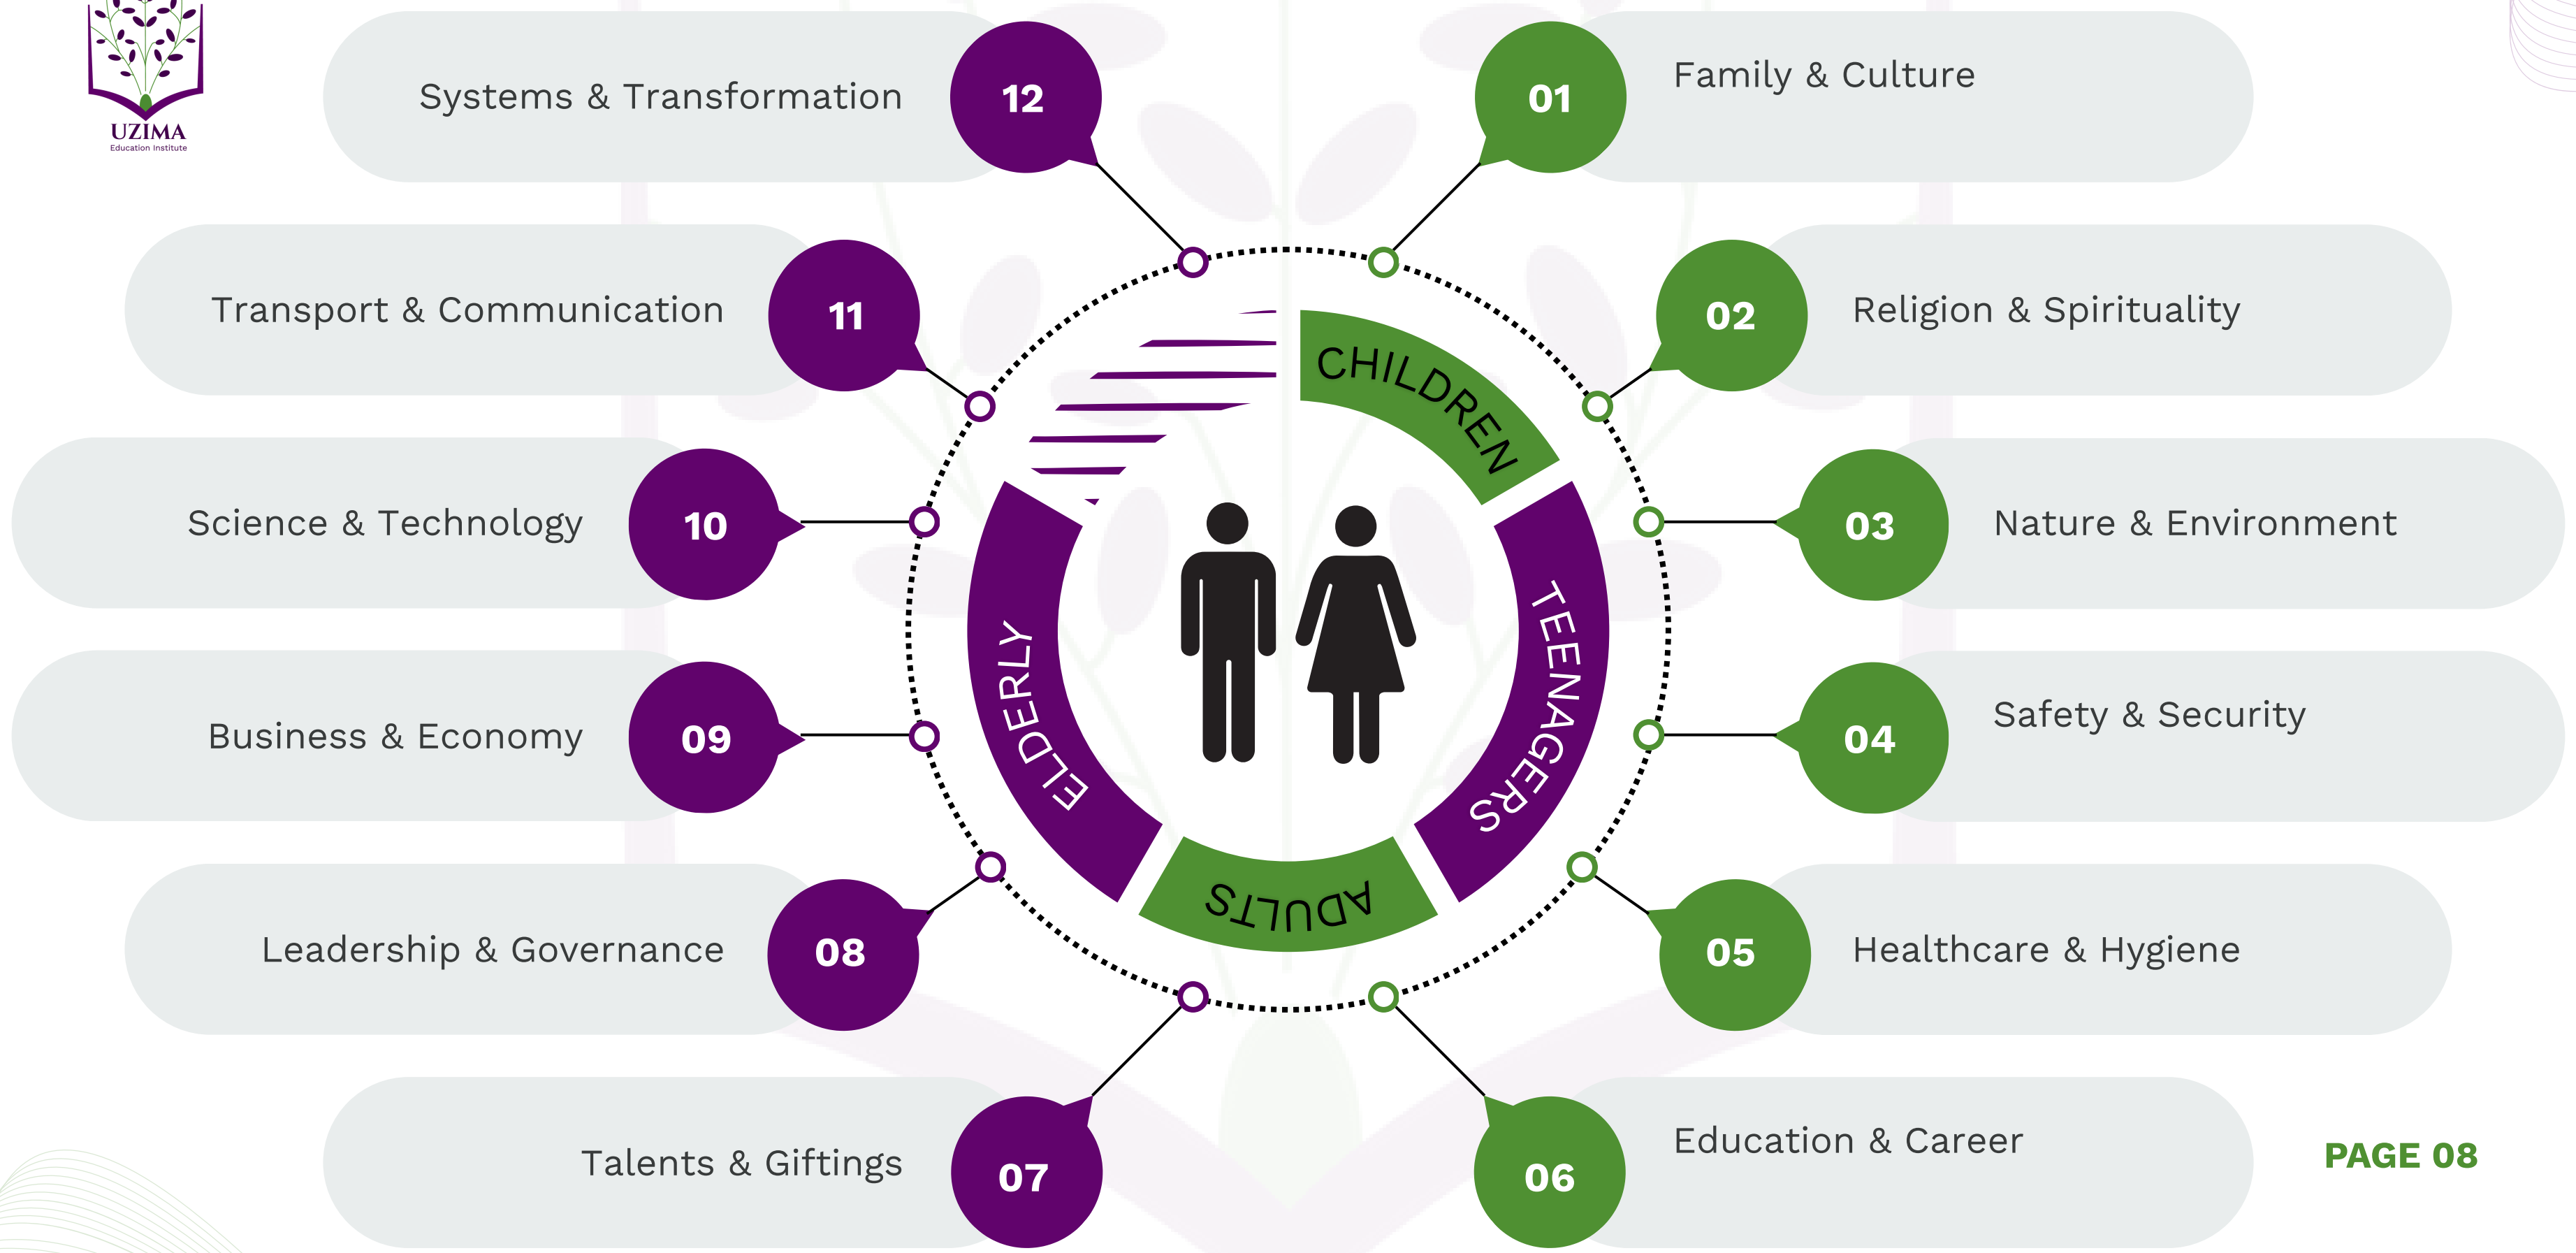 UZIMA
Education Institute
01
Family & Culture
02
Religion & Spirituality
03
Nature & Environment
04
Safety & Security
05
Healthcare & Hygiene
06
Education & Career
07
Talents & Giftings
08
Leadership & Governance
09
Business & Economy
10
Science & Technology
11
Transport & Communication
12
Systems & Transformation
CHILDREN
TEENAGERS
ADULTS
ELDERLY
PAGE 08